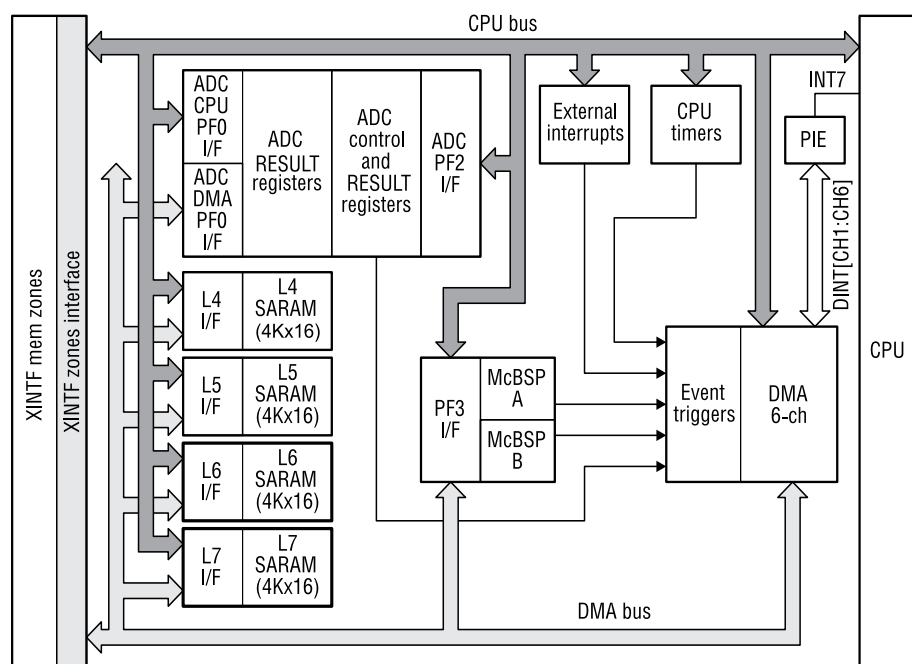 CPU bus
XINTF mem zones
XINTF zones interface
ADC
CPU
PF0
I/F
ADC
DMA
PF0
I/F
ADC
RESULT
registers
ADC
control
and
RESULT
registers
ADC
PF2
I/F
External
interrupts
CPU
timers
INT7
PIE
DINT[CH1:CH6]
CPU
L4
I/F
L4
SARAM
(4Kx16)
L5
I/F
L5
SARAM
(4Kx16)
L6
I/F
L6
SARAM
(4Kx16)
L7
I/F
L7
SARAM
(4Kx16)
PF3
I/F
McBSP
A
McBSP
B
Event
triggers
DMA
6-ch
DMA bus